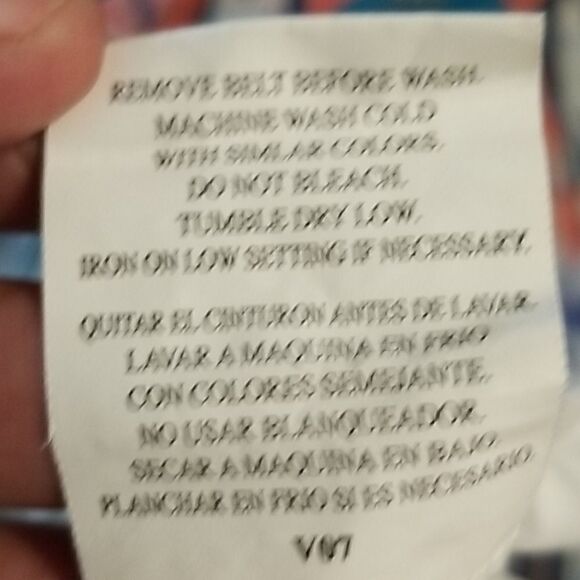 REMOVE BELT BEFORE WASH.
MACHINE WASH COLD
WITH SIMILAR COLORS.
DO NOT BLEACH.
TUMBLE DRY LOW.
IRON ON LOW SETTING IF NECESSARY.
QUITAR EL CINTURON ANTES DE LAVAR.
LAVAR A MAQUINA EN FRIO
CON COLORES SEMEJANTE.
NO USAR BLANQUEADOR.
SECAR A MAQUINA EN BAJO.
PLANCHAR EN FRIO SI ES NECESARIO.
V07